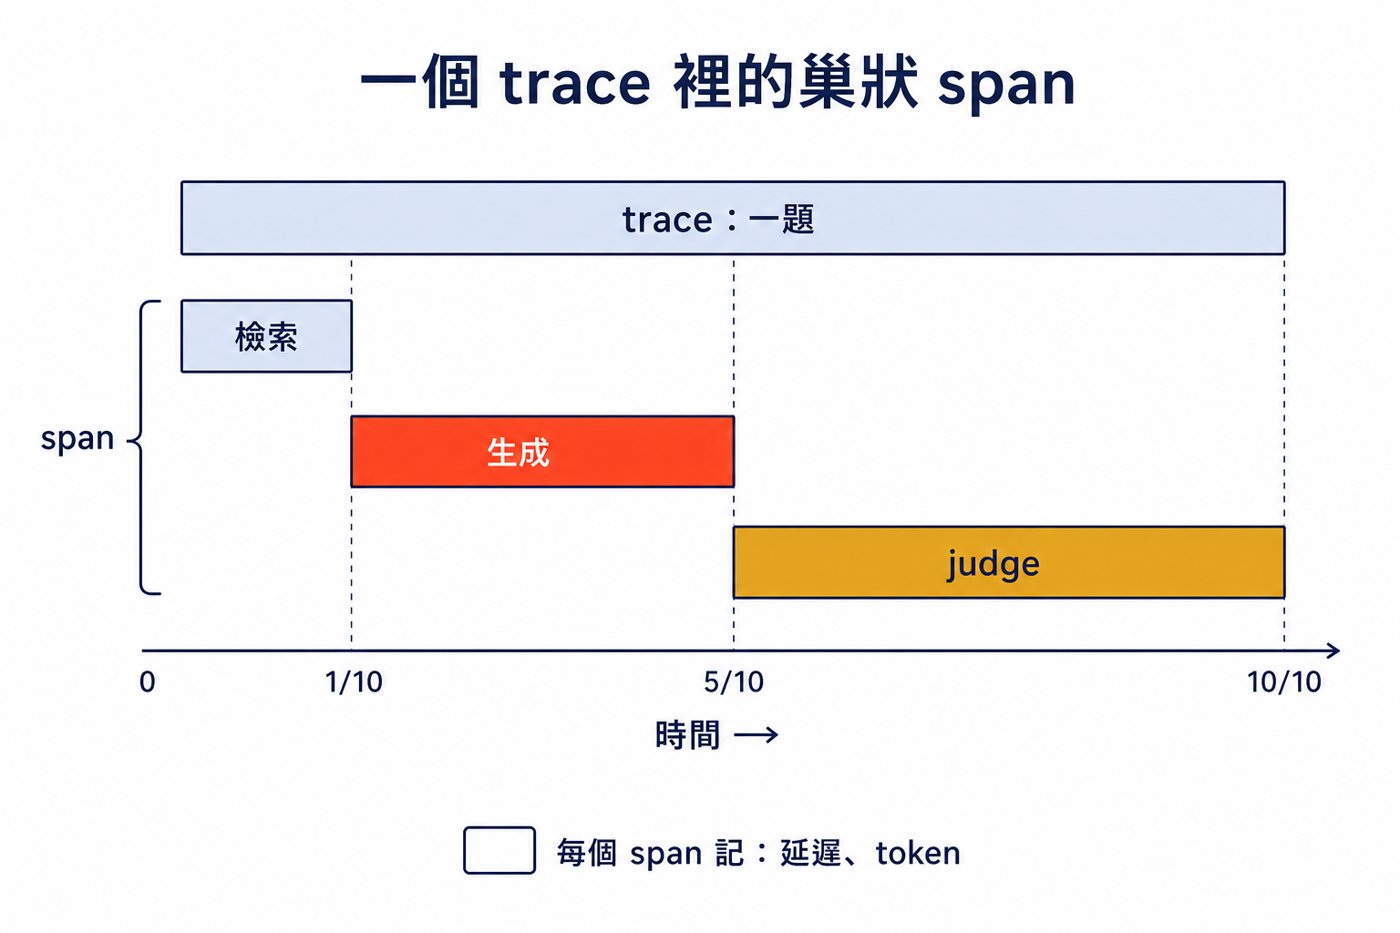 一個 trace 裡的巢狀 span
trace：一題
檢索
span
生成
judge
0
1/10
5/10
10/10
時間 →
每個 span 記：延遲、token